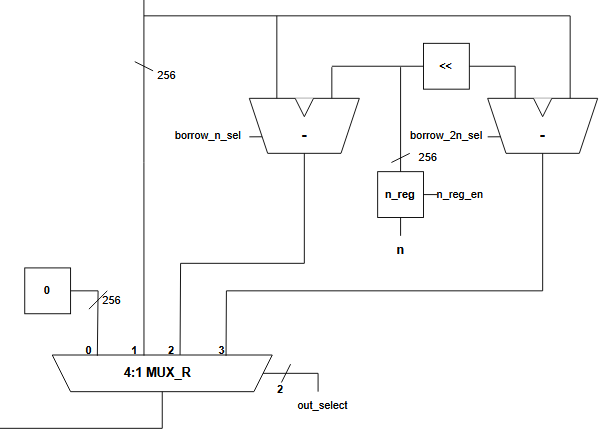 256
<<
borrow_n_sel
-
borrow_2n_sel
-
256
n_reg
n_reg_en
n
0
256
0
1
2
3
4:1 MUX_R
2
out_select